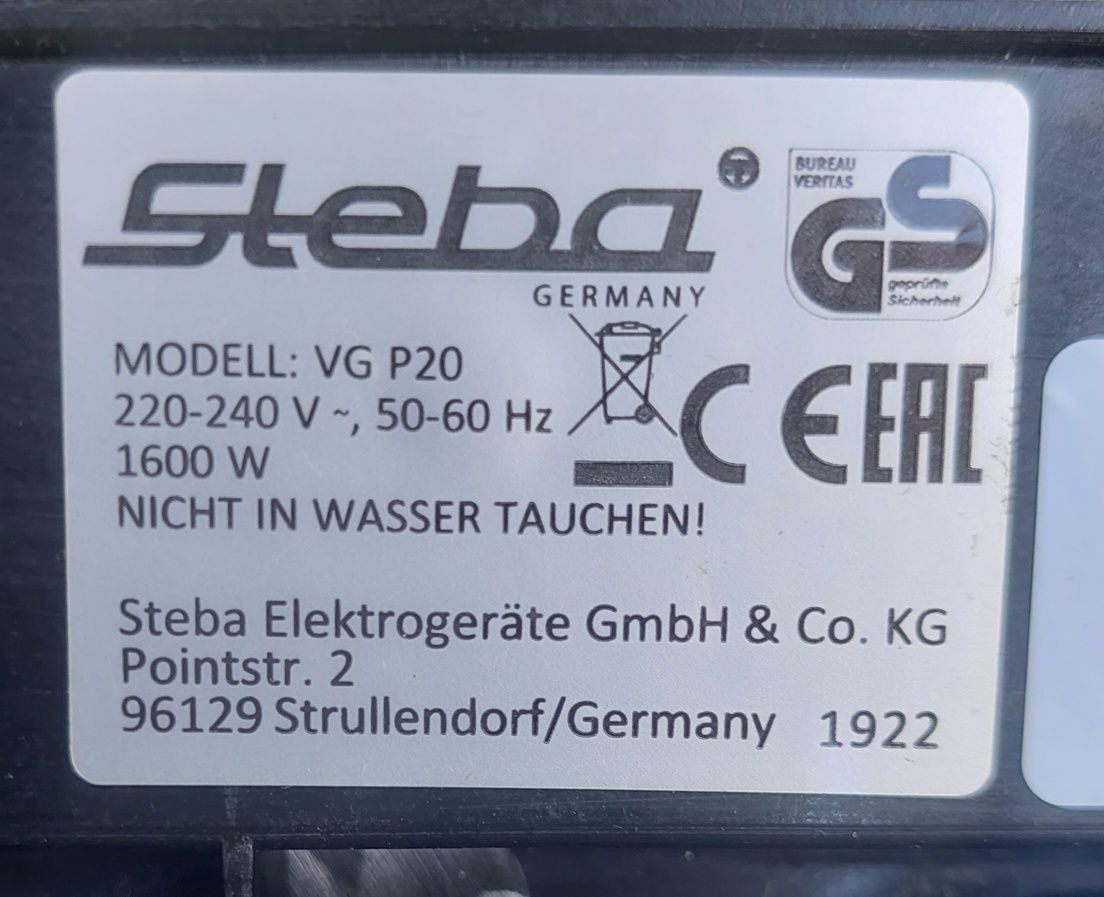 Steba
GERMANY
BUREAU
VERITAS
GS
geprüfte
Sicherheit
MODELL: VG P20
220-240 V ~, 50-60 Hz
1600 W
NICHT IN WASSER TAUCHEN!
CE EAC
Steba Elektrogeräte GmbH & Co. KG
Pointstr. 2
96129 Strullendorf/Germany 1922